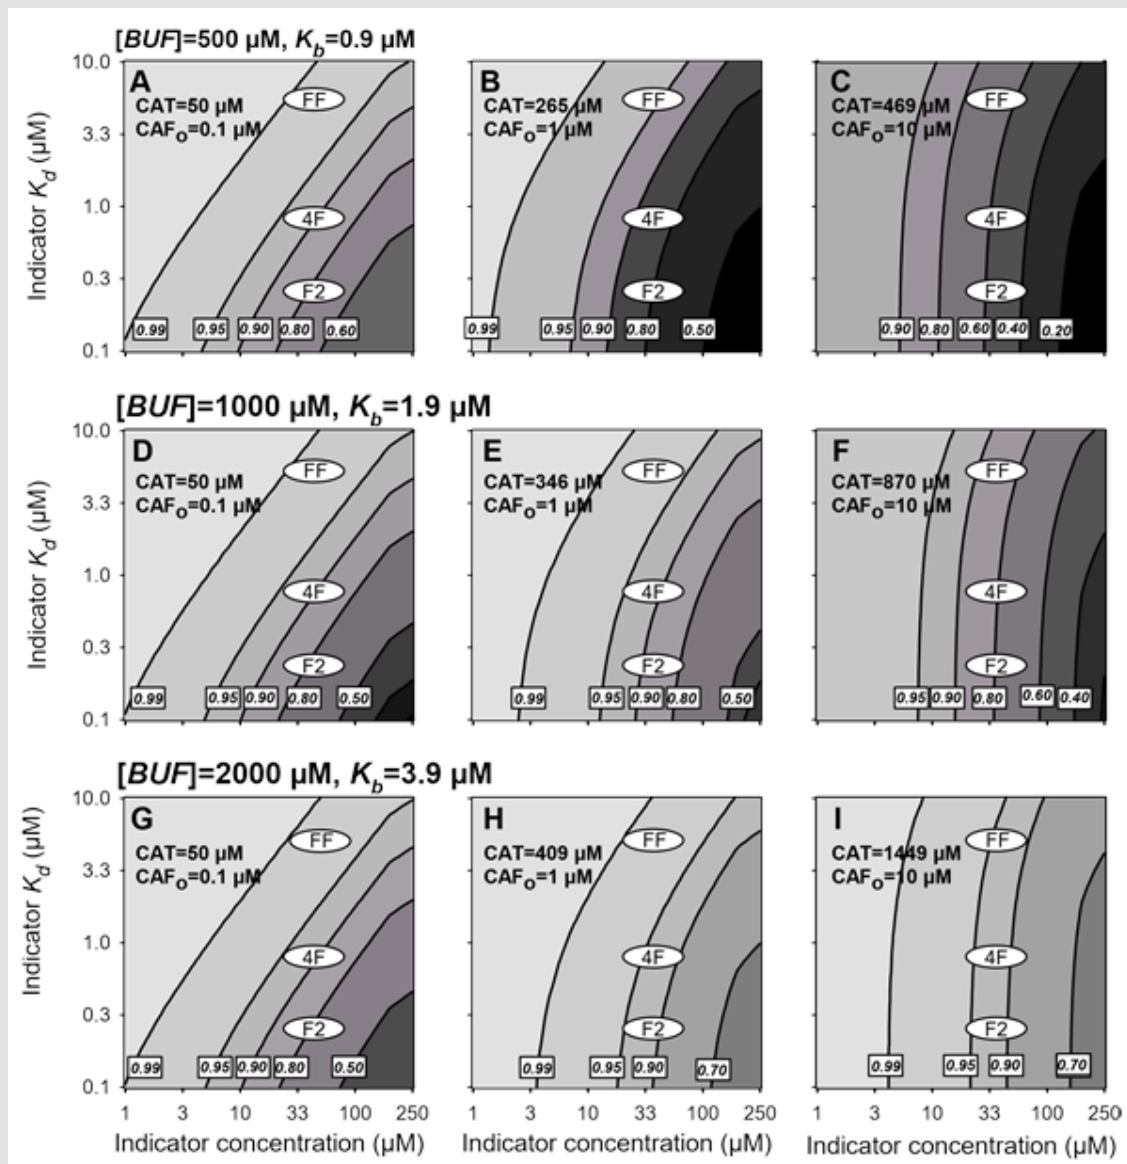 [BUF]=500 µM, Kb=0.9 µM
Indicator Kd (µM)
10.0
3.3
1.0
0.3
0.1
A
CAT=50 µM
CAFo=0.1 µM
FF
4F
F2
0.99 0.95 0.90 0.80 0.60
B
CAT=265 µM
CAFo=1 µM
FF
4F
F2
0.99 0.95 0.90 0.80 0.50
C
CAT=469 µM
CAFo=10 µM
FF
4F
F2
0.90 0.80 0.60 0.40 0.20
[BUF]=1000 µM, Kb=1.9 µM
Indicator Kd (µM)
10.0
3.3
1.0
0.3
0.1
D
CAT=50 µM
CAFo=0.1 µM
FF
4F
F2
0.99 0.95 0.90 0.80 0.50
E
CAT=346 µM
CAFo=1 µM
FF
4F
F2
0.99 0.95 0.90 0.80 0.50
F
CAT=870 µM
CAFo=10 µM
FF
4F
F2
0.95 0.90 0.80 0.60 0.40
[BUF]=2000 µM, Kb=3.9 µM
Indicator Kd (µM)
10.0
3.3
1.0
0.3
0.1
G
CAT=50 µM
CAFo=0.1 µM
FF
4F
F2
0.99 0.95 0.90 0.80 0.50
H
CAT=409 µM
CAFo=1 µM
FF
4F
F2
0.99 0.95 0.90 0.70
I
CAT=1449 µM
CAFo=10 µM
FF
4F
F2
0.99 0.95 0.90 0.70
1 3 10 33 100 250
1 3 10 33 100 250
1 3 10 33 100 250
Indicator concentration (µM)
Indicator concentration (µM)
Indicator concentration (µM)